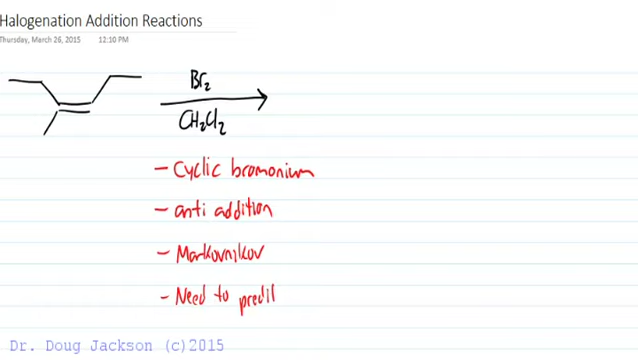 Halogenation Addition Reactions
Thursday, March 26, 2015 12:10 PM
Br2
CH2Cl2
- Cyclic bromonium
- anti addition
- Markovnikov
- Need to predi
Dr. Doug Jackson (c)2015